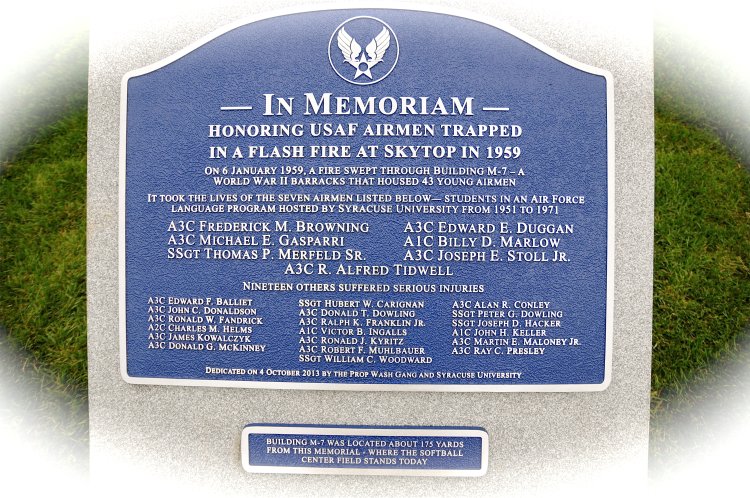 — IN MEMORIAM —
HONORING USAF AIRMEN TRAPPED
IN A FLASH FIRE AT SKYTOP IN 1959
ON 6 JANUARY 1959, A FIRE SWEPT THROUGH BUILDING M-7 – A
WORLD WAR II BARRACKS THAT HOUSED 43 YOUNG AIRMEN
IT TOOK THE LIVES OF THE SEVEN AIRMEN LISTED BELOW— STUDENTS IN AN AIR FORCE
LANGUAGE PROGRAM HOSTED BY SYRACUSE UNIVERSITY FROM 1951 TO 1971
A3C FREDERICK M. BROWNING A3C EDWARD E. DUGGAN
A3C MICHAEL E. GASPARRI A1C BILLY D. MARLOW
SSGT THOMAS P. MERFELD SR. A3C JOSEPH E. STOLL JR.
A3C R. ALFRED TIDWELL
NINETEEN OTHERS SUFFERED SERIOUS INJURIES
A3C EDWARD F. BALLIET
A3C JOHN C. DONALDSON
A3C RONALD W. FANDRICK
A2C CHARLES M. HELMS
A3C JAMES KOWALCZYK
A3C DONALD G. MCKINNEY
SSGT HUBERT W. CARIGNAN
A3C DONALD T. DOWLING
A3C RALPH K. FRANKLIN JR.
A1C VICTOR B. INGALLS
A3C RONALD J. KYRITZ
A3C ROBERT F. MUHLBAUER
SSGT WILLIAM C. WOODWARD
A3C ALAN R. CONLEY
SSGT PETER G. DOWLING
SSGT JOSEPH D. HACKER
A1C JOHN H. KELLER
A3C MARTIN E. MALONEY JR.
A3C RAY C. PRESLEY
DEDICATED ON 4 OCTOBER 2013 BY THE PROP WASH GANG AND SYRACUSE UNIVERSITY
BUILDING M-7 WAS LOCATED ABOUT 175 YARDS
FROM THIS MEMORIAL - WHERE THE SOFTBALL
CENTER FIELD STANDS TODAY